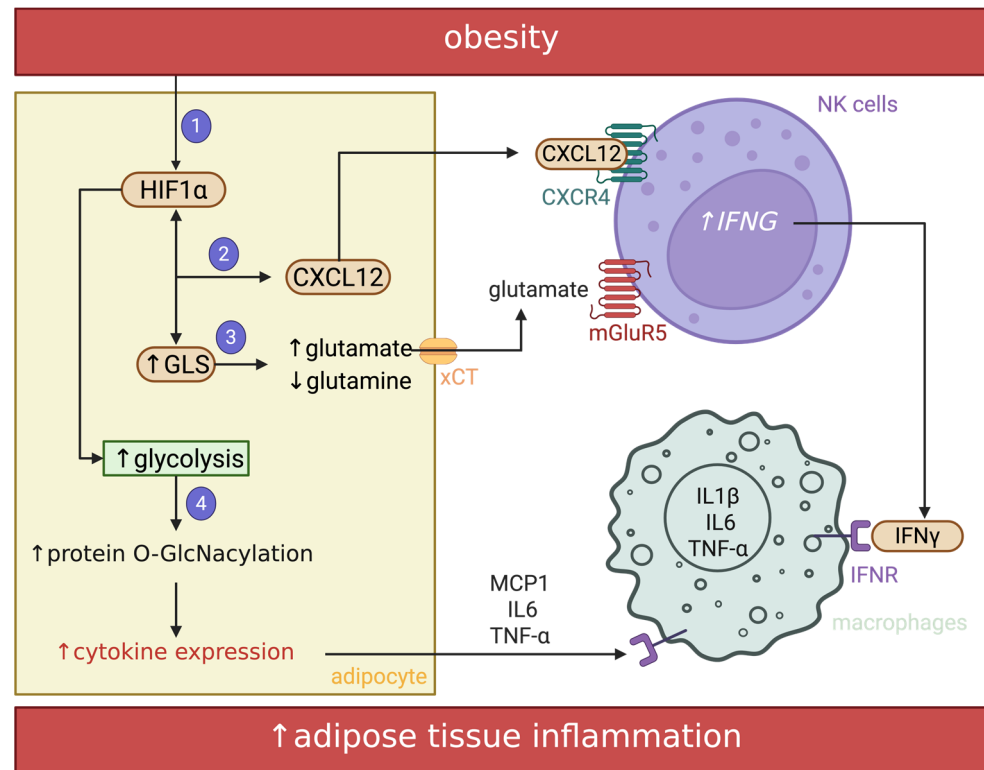 obesity
NK cells
1
CXCL12
HIF1α
CXCR4
↑IFNG
2
CXCL12
glutamate
3
mGluR5
↑glutamate
↑GLS
xCT
↓glutamine
↑glycolysis
4
IL1β
IL6
TNF-α
IFNγ
↑protein O-GlcNacylation
IFNR
MCP1
IL6
TNF-α
macrophages
↑cytokine expression
adipocyte
↑adipose tissue inflammation